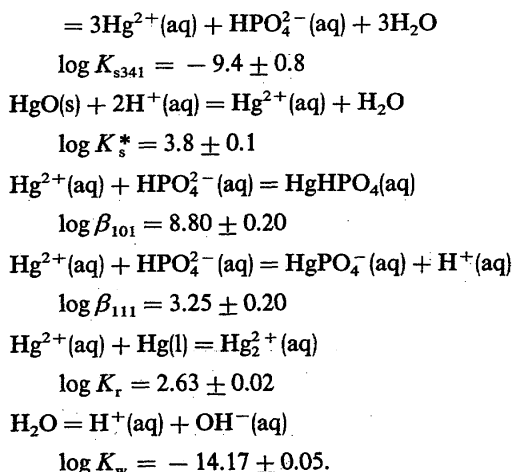 = 3Hg²⁺(aq) + HPO₄²⁻(aq) + 3H₂O
log Kₛ₃₄₁ = − 9.4 ± 0.8
HgO(s) + 2H⁺(aq) = Hg²⁺(aq) + H₂O
log Kₛ* = 3.8 ± 0.1
Hg²⁺(aq) + HPO₄²⁻(aq) = HgHPO₄(aq)
log β₁₀₁ = 8.80 ± 0.20
Hg²⁺(aq) + HPO₄²⁻(aq) = HgPO₄⁻(aq) + H⁺(aq)
log β₁₁₁ = 3.25 ± 0.20
Hg²⁺(aq) + Hg(l) = Hg₂²⁺(aq)
log Kᵣ = 2.63 ± 0.02
H₂O = H⁺(aq) + OH⁻(aq)
log K_w = − 14.17 ± 0.05.